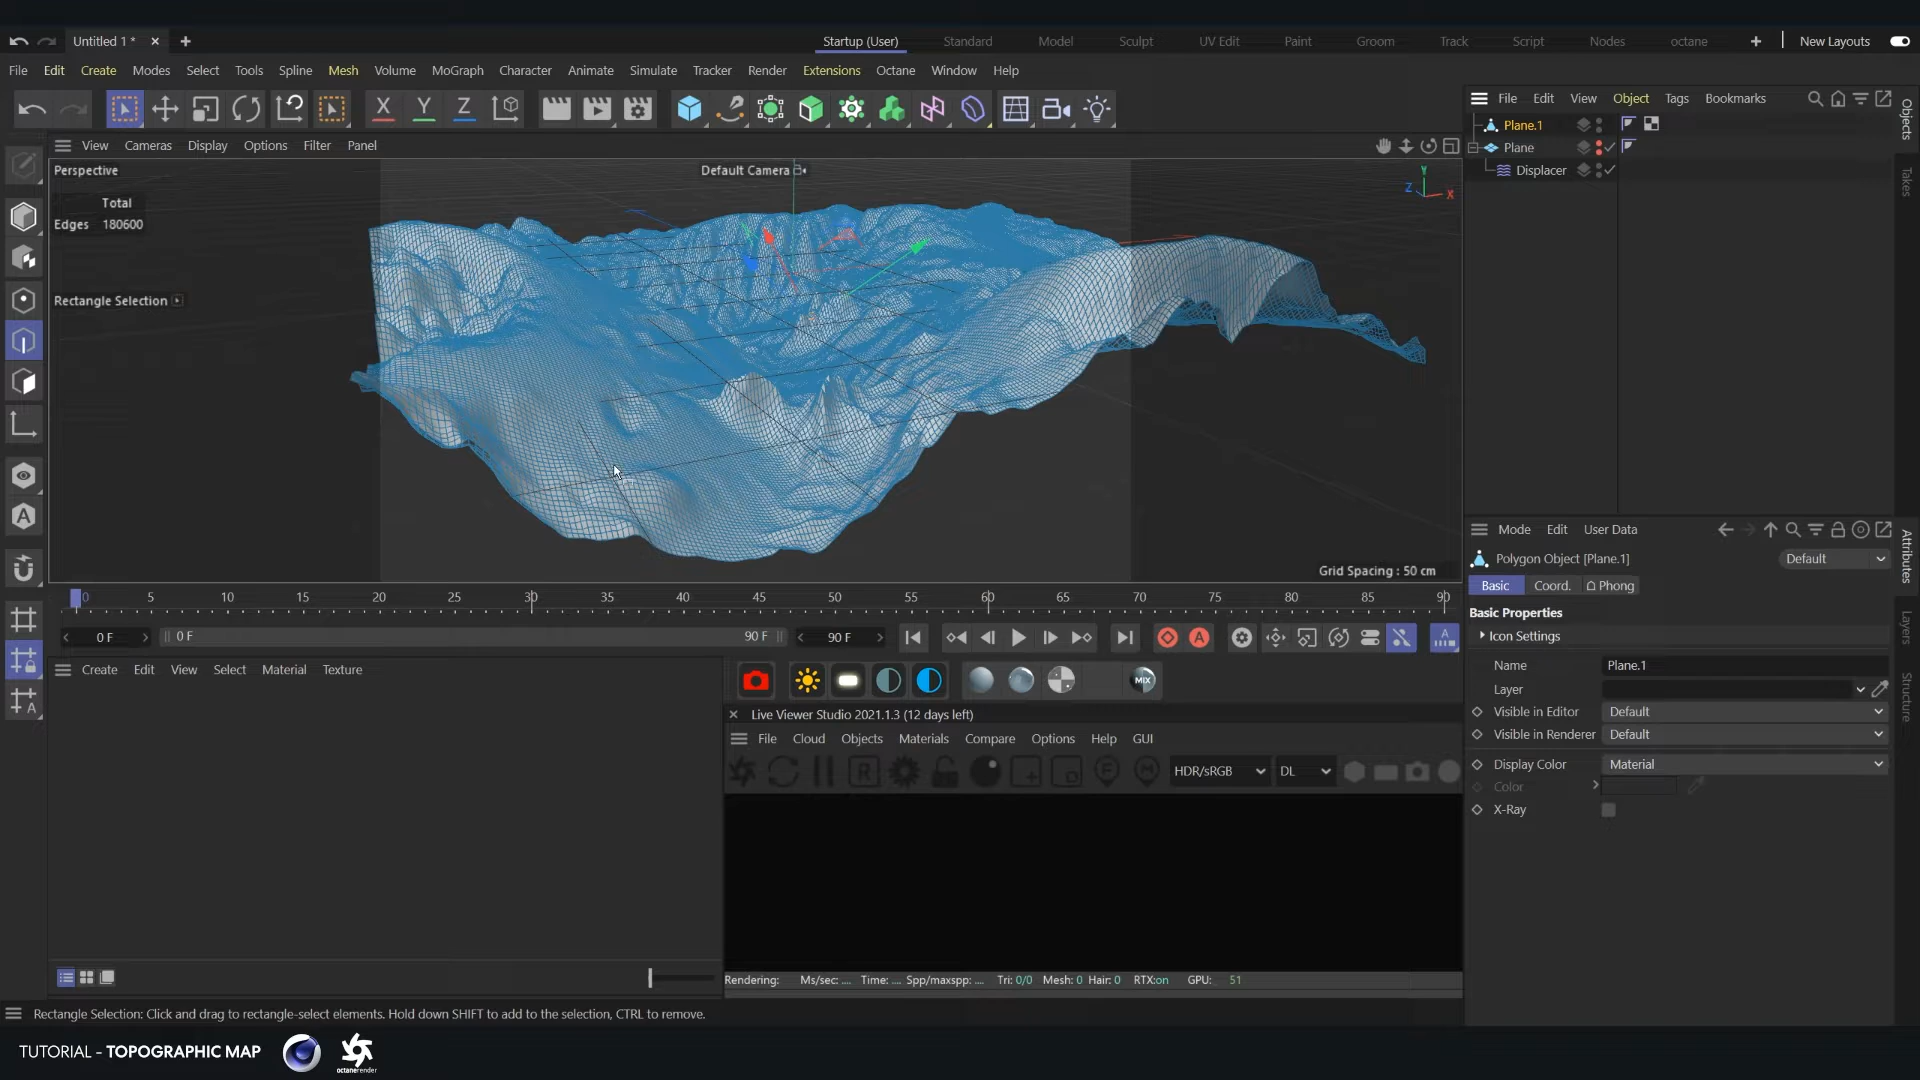 Untitled 1 *
Startup (User) Standard Model Sculpt UV Edit Paint Groom Track Script Nodes octane New Layouts
File Edit Create Modes Select Tools Spline Mesh Volume MoGraph Character Animate Simulate Tracker Render Extensions Octane Window Help
X Y Z
File Edit View Object Tags Bookmarks
Objects
Takes
Plane.1
Plane
Displacer
View Cameras Display Options Filter Panel
Perspective
Default Camera
Y
Z X
Total
Edges 180600
Rectangle Selection
Grid Spacing : 50 cm
Mode Edit User Data
Attributes
Layers
Structure
Polygon Object [Plane.1]
Default
Basic Coord. Phong
Basic Properties
Icon Settings
Name Plane.1
Layer
Visible in Editor Default
Visible in Renderer Default
Display Color Material
Color
X-Ray
0 5 10 15 20 25 30 35 40 45 50 55 60 65 70 75 80 85 90
0 F 0 F 90 F 90 F
Create Edit View Select Material Texture
MIX
Live Viewer Studio 2021.1.3 (12 days left)
File Cloud Objects Materials Compare Options Help GUI
HDR/sRGB DL
Rendering: Ms/sec: .... Time: .... Spp/maxspp: .... Tri: 0/0 Mesh: 0 Hair: 0 RTX:on GPU: 51
Rectangle Selection: Click and drag to rectangle-select elements. Hold down SHIFT to add to the selection, CTRL to remove.
TUTORIAL - TOPOGRAPHIC MAP
octanerender